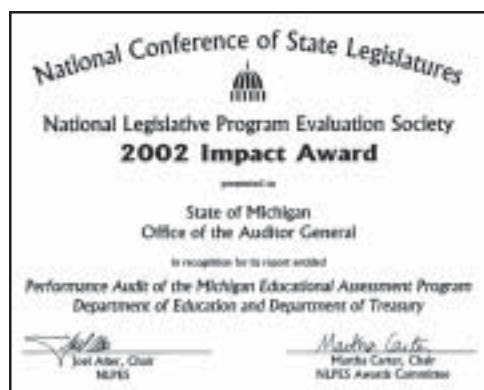 National Conference of State Legislatures
National Legislative Program Evaluation Society
2002 Impact Award
presented to
State of Michigan
Office of the Auditor General
in recognition for its report entitled
Performance Audit of the Michigan Educational Assessment Program
Department of Education and Department of Treasury
Martha Carter
Joel Alter, Chair
NLPES
Martha Carter, Chair
NLPES Awards Committee